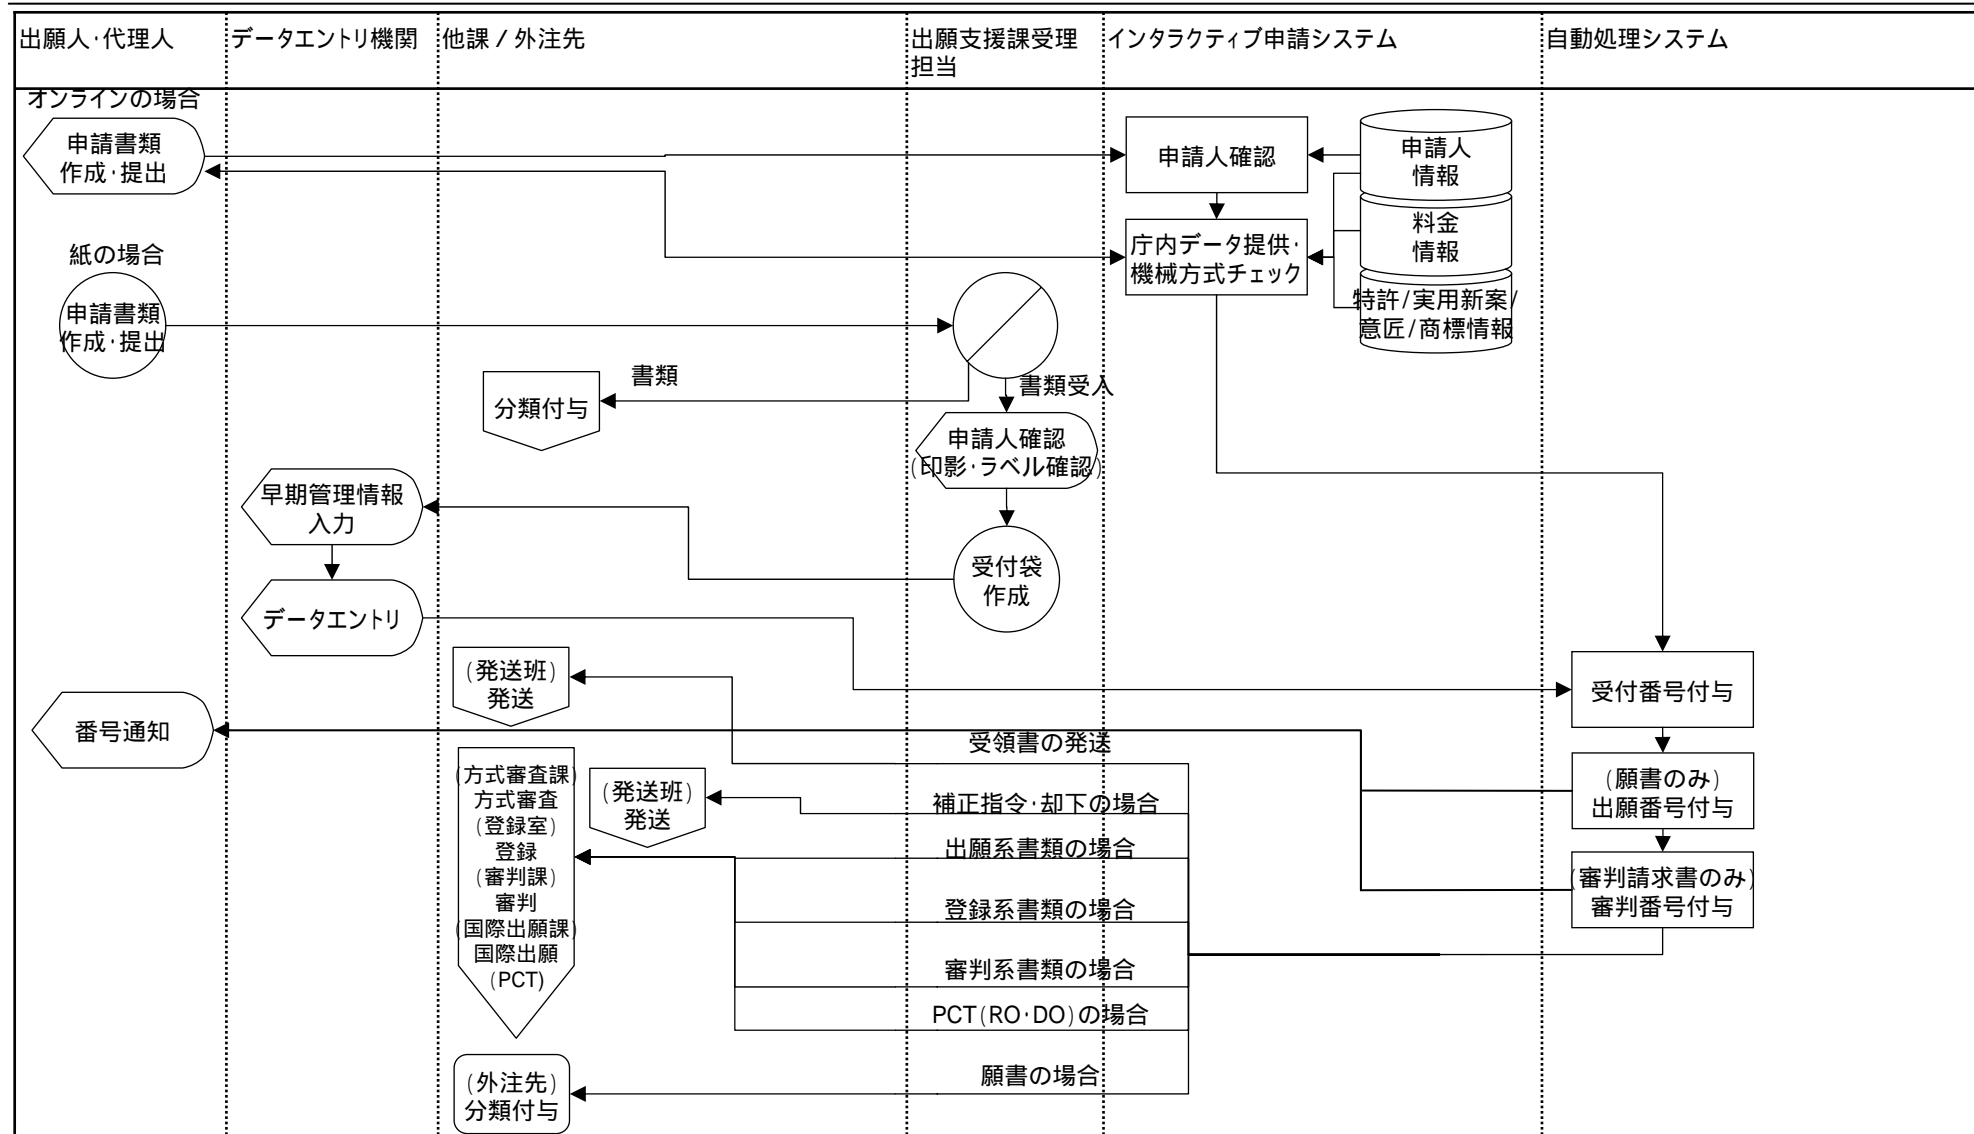 出願人・代理人
データエントリ機関
他課/外注先
出願支援課受理
担当
インタラクティブ申請システム
自動処理システム
オンラインの場合
申請書類
作成・提出
申請人確認
申請人
情報
料金
情報
特許/実用新案/
意匠/商標情報
庁内データ提供・
機械方式チェック
紙の場合
申請書類
作成・提出
書類
分類付与
書類受入
申請人確認
(印影・ラベル確認)
早期管理情報
入力
受付袋
作成
データエントリ
(発送班)
発送
受付番号付与
番号通知
受領書の発送
(方式審査課)
方式審査
(登録室)
登録
(審判課)
審判
(国際出願課)
国際出願
(PCT)
(発送班)
発送
補正指令・却下の場合
(願書のみ)
出願番号付与
出願系書類の場合
(審判請求書のみ)
審判番号付与
登録系書類の場合
審判系書類の場合
PCT(RO・DO)の場合
願書の場合
(外注先)
分類付与